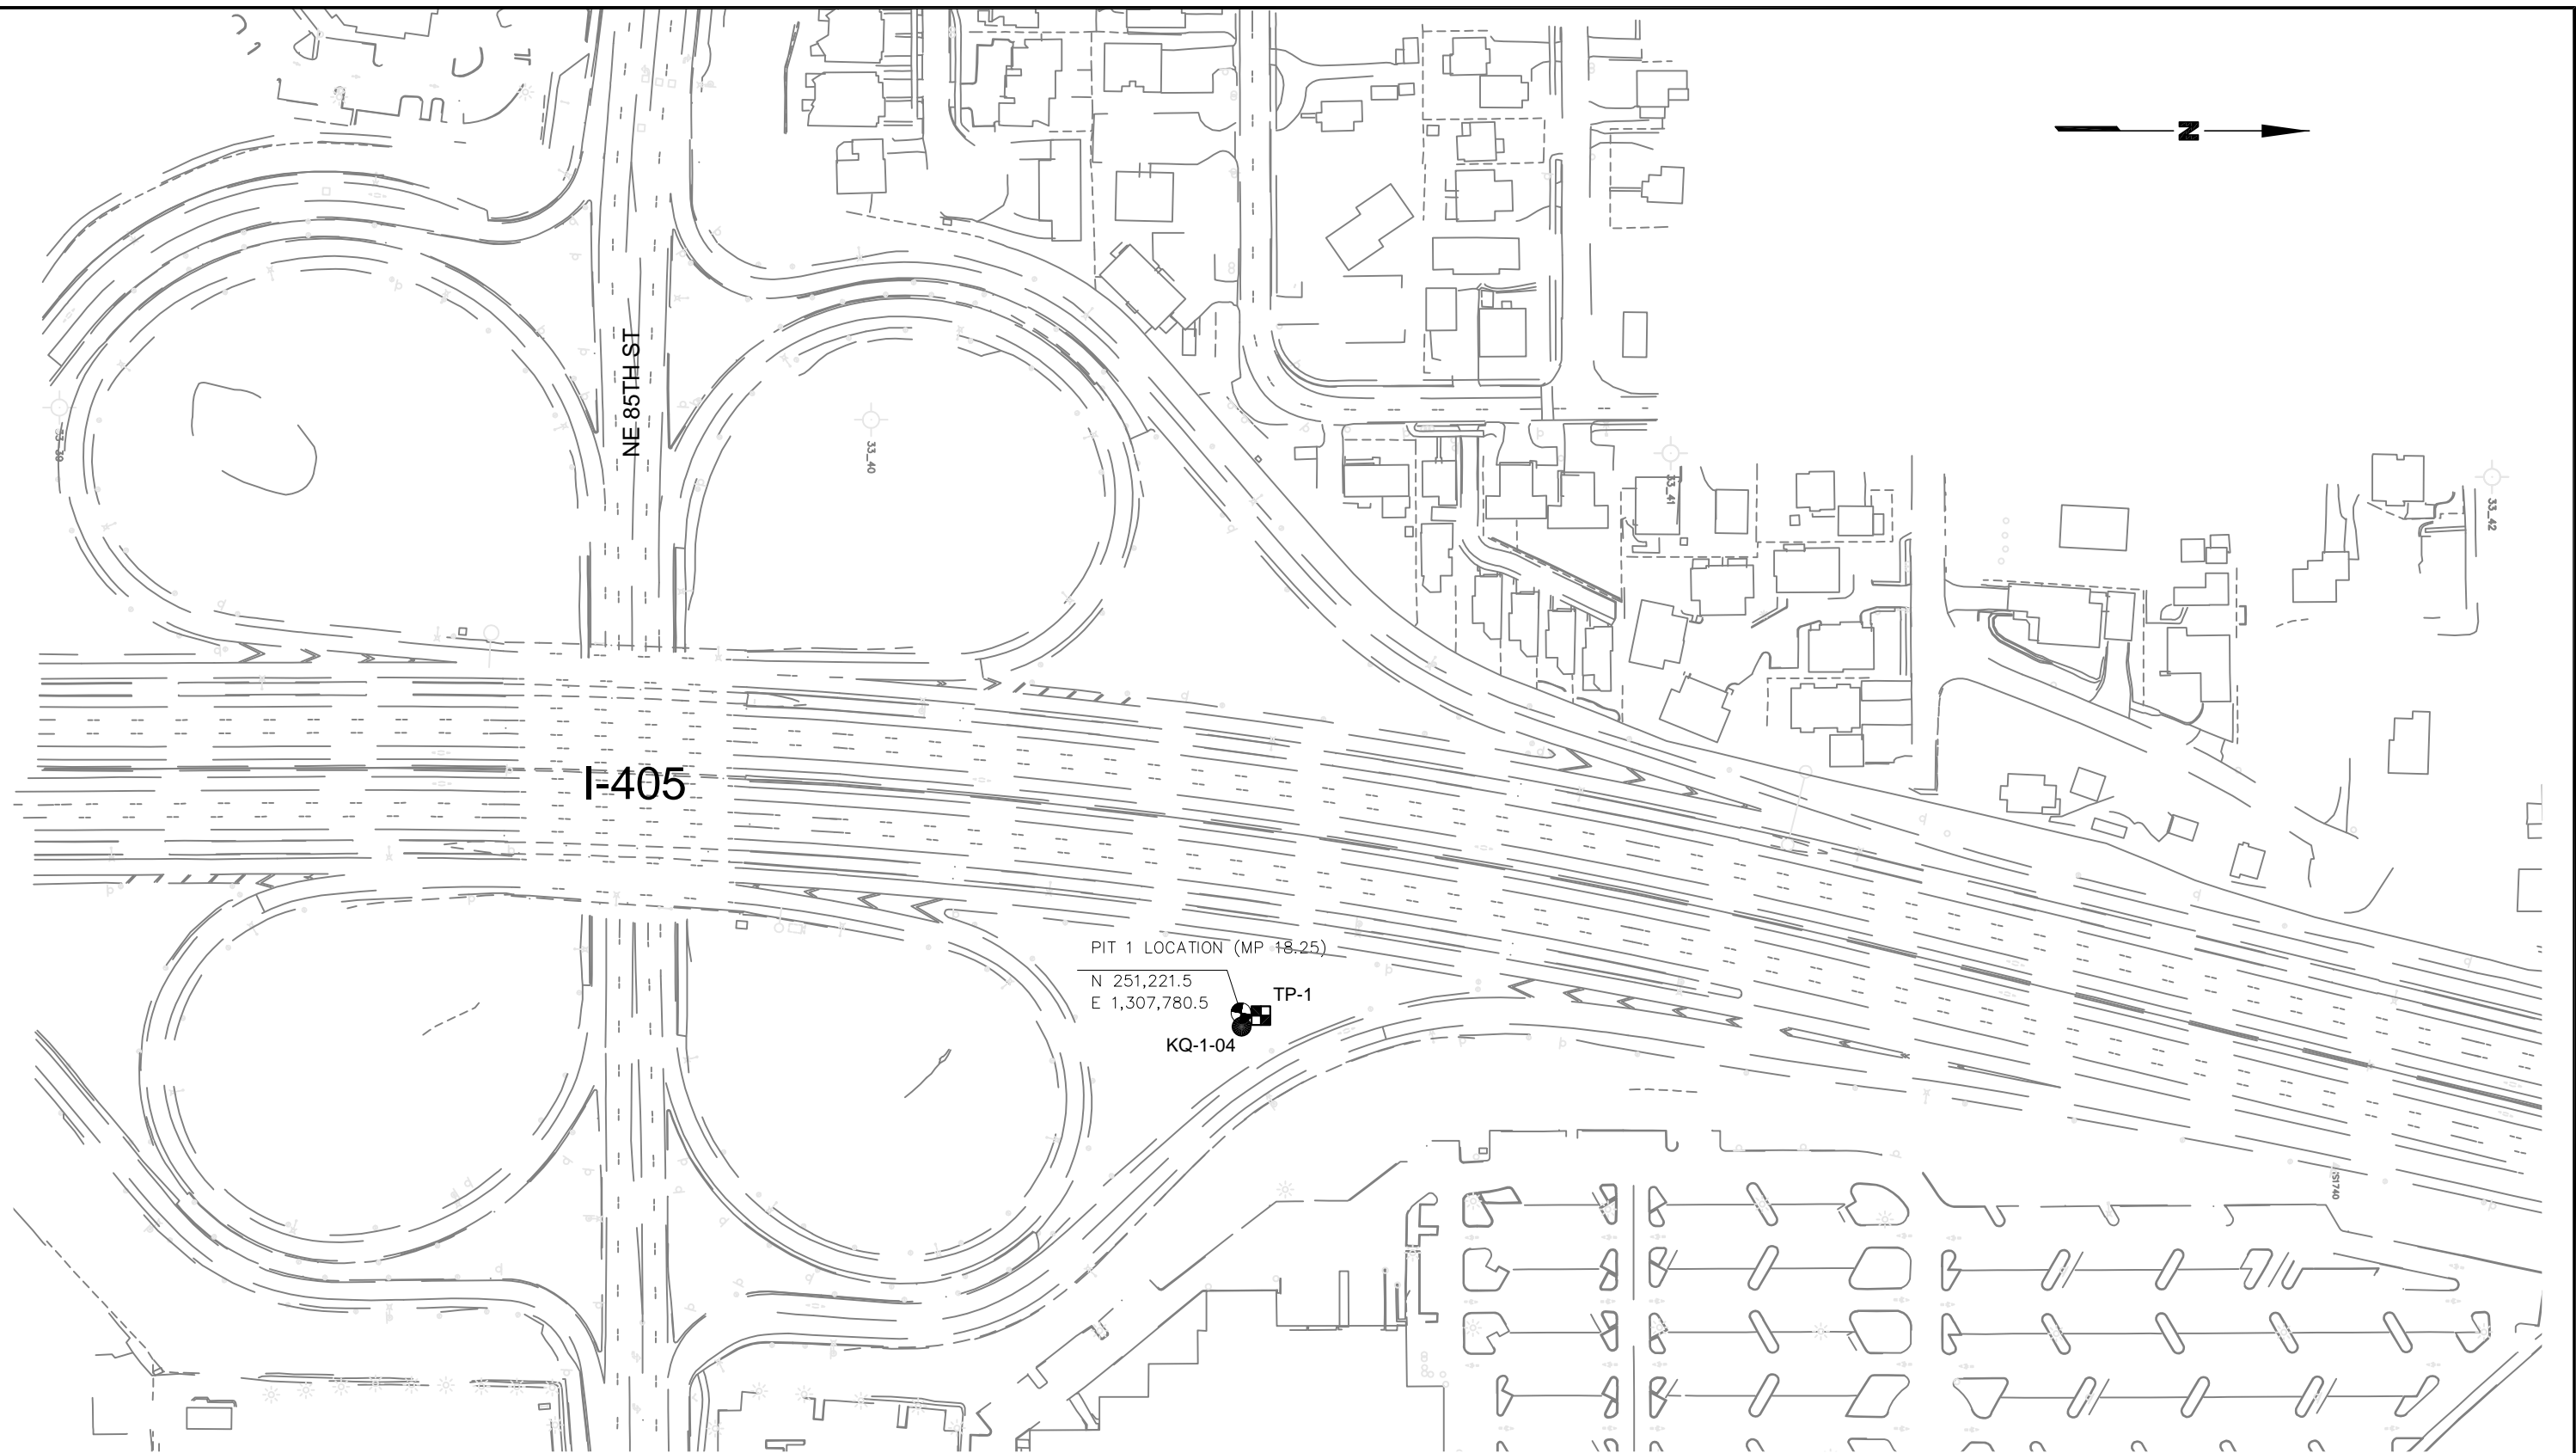 N
NE 85TH ST
33_39
33_40
33_41
33_42
I-405
PIT 1 LOCATION (MP 18.25)
N 251,221.5
E 1,307,780.5
TP-1
KQ-1-04